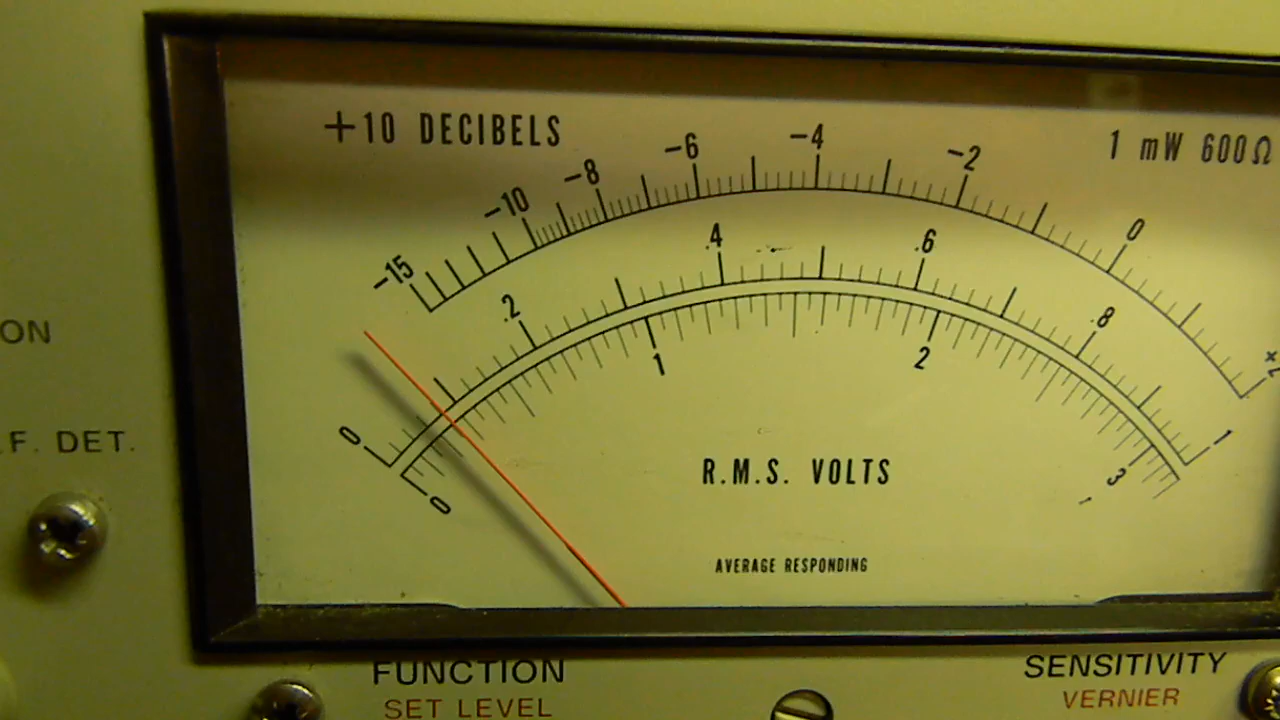 +10 DECIBELS
1 mW 600Ω
-15 -10 -8 -6 -4 -2 0
0 .2 .4 .6 .8 1
0 1 2 3
R.M.S. VOLTS
AVERAGE RESPONDING
ON
.F. DET.
FUNCTION
SET LEVEL
SENSITIVITY
VERNIER